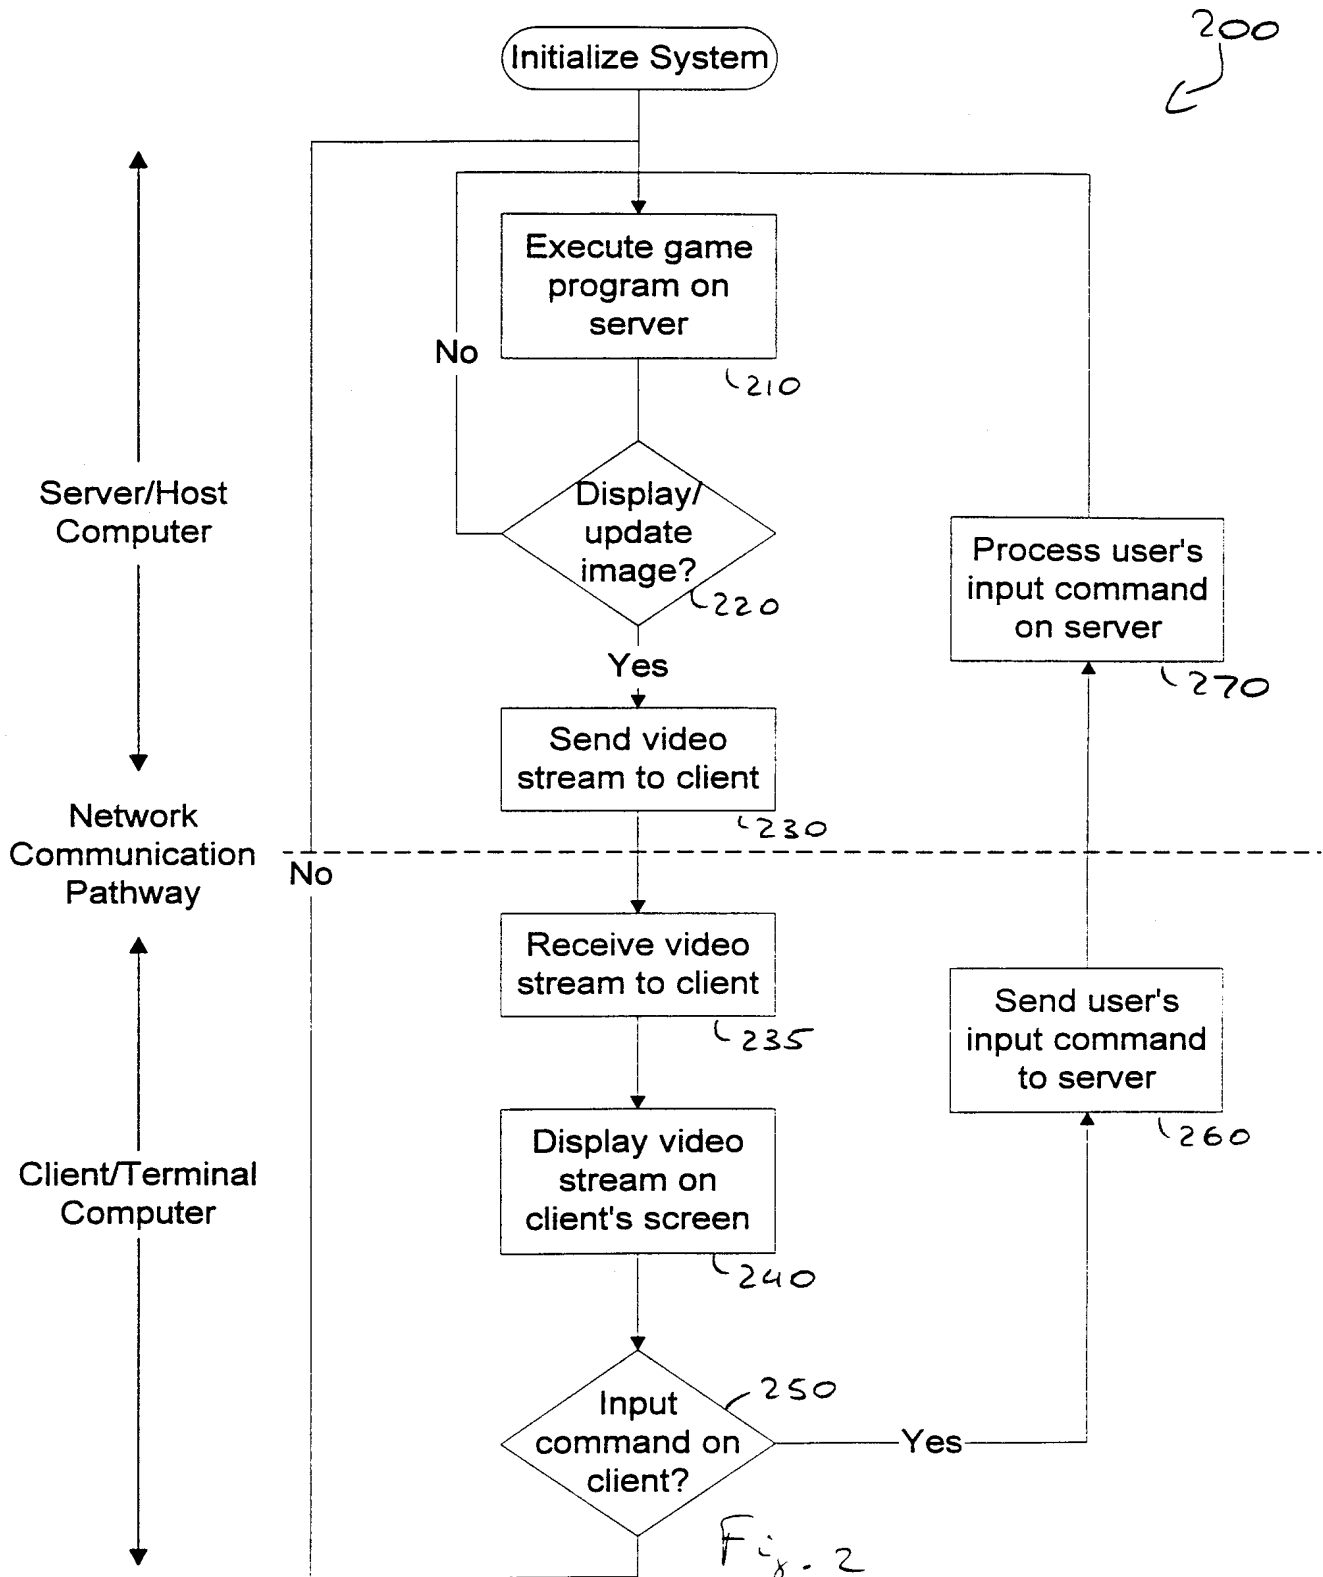 200
Initialize System
Execute game
program on
server
210
No
Display/
update
image?
220
Yes
Server/Host
Computer
Process user's
input command
on server
270
Send video
stream to client
230
Network
Communication
Pathway
No
Receive video
stream to client
235
Send user's
input command
to server
260
Display video
stream on
client's screen
240
Client/Terminal
Computer
Input
command on
client?
250
Yes
Fig. 2